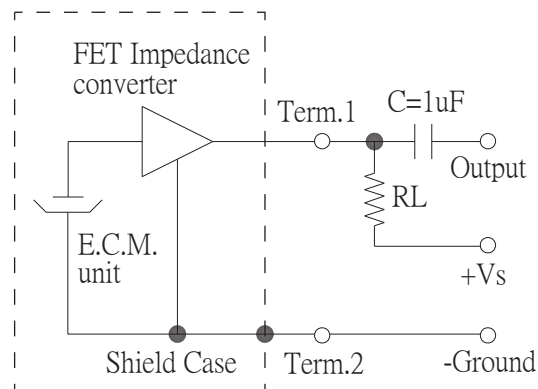 FET Impedance
converter
Term.1
C=1uF
Output
RL
E.C.M.
unit
+Vs
Shield Case
Term.2
-Ground